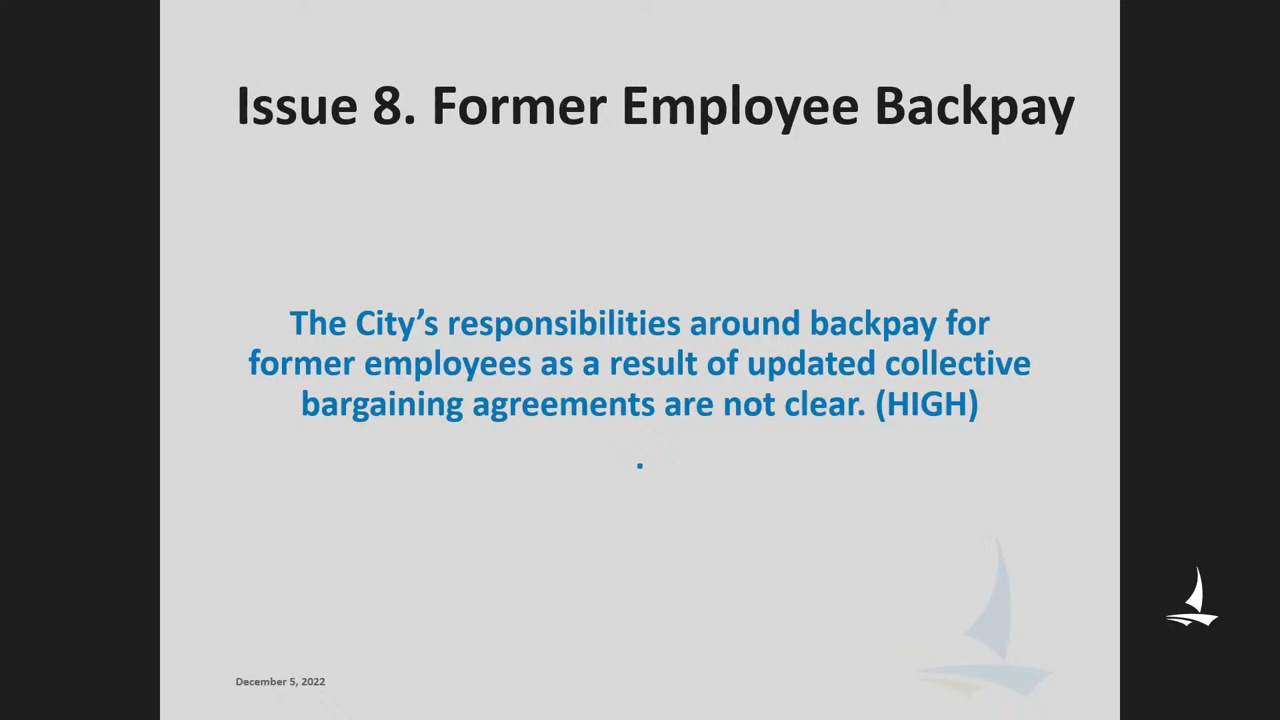 Issue 8. Former Employee Backpay
The City’s responsibilities around backpay for
former employees as a result of updated collective
bargaining agreements are not clear. (HIGH)
.
December 5, 2022